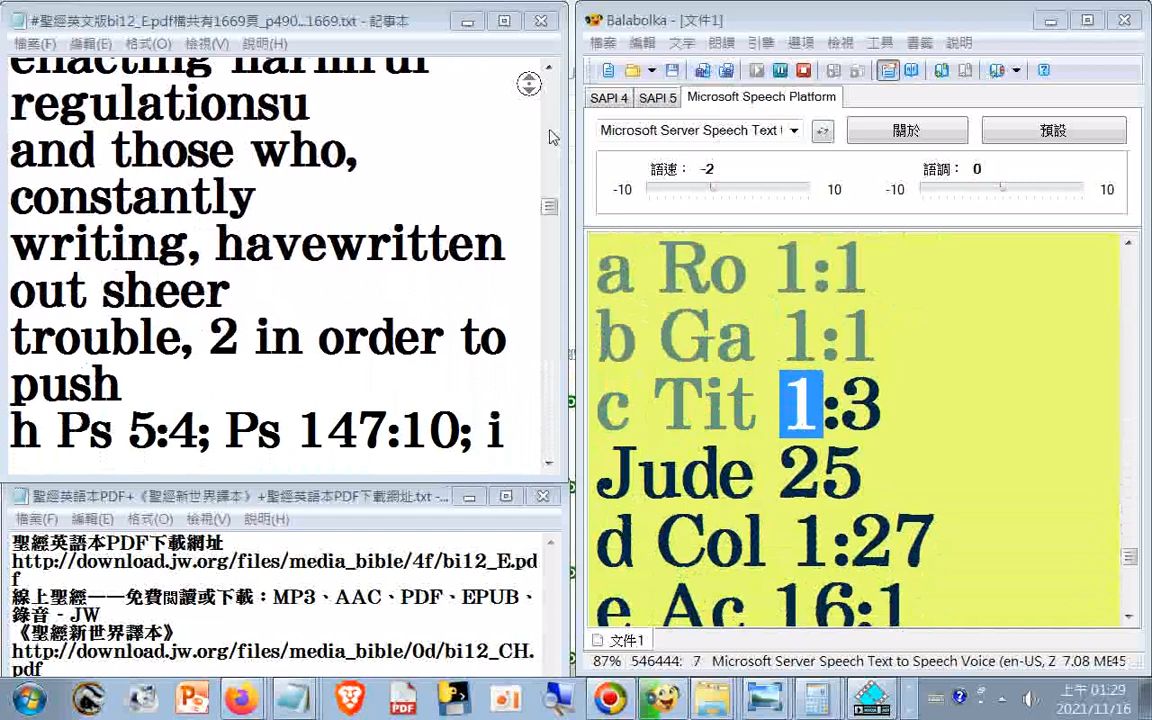 #聖經英文版bi12_E.pdf檔共有1669頁_p490...1669.txt - 記事本
檔案(F) 編輯(E) 格式(O) 檢視(V) 說明(H)
enacting harmful
regulationsu
and those who,
constantly
writing, havewritten
out sheer
trouble, 2 in order to
push
h Ps 5:4; Ps 147:10; i
聖經英語本PDF+《聖經新世界譯本》+聖經英語本PDF下載網址.txt -...
檔案(F) 編輯(E) 格式(O) 檢視(V) 說明(H)
聖經英語本PDF下載網址
http://download.jw.org/files/media_bible/4f/bi12_E.pd
f
線上聖經——免費閱讀或下載：MP3、AAC、PDF、EPUB、
錄音 - JW
《聖經新世界譯本》
http://download.jw.org/files/media_bible/0d/bi12_CH.
pdf
Balabolka - [文件1]
檔案 編輯 文字 朗讀 引擎 選項 檢視 工具 書籤 說明
SAPI 4 SAPI 5 Microsoft Speech Platform
Microsoft Server Speech Text 關於 預設
語速： -2 語調： 0
-10 10 -10 10
a Ro 1:1
b Ga 1:1
c Tit 1:3
Jude 25
d Col 1:27
e Ac 16:1
文件1
87% 546444: 7 Microsoft Server Speech Text to Speech Voice (en-US, Z 7.08 ME45
PDF
上午 01:29
2021/11/16